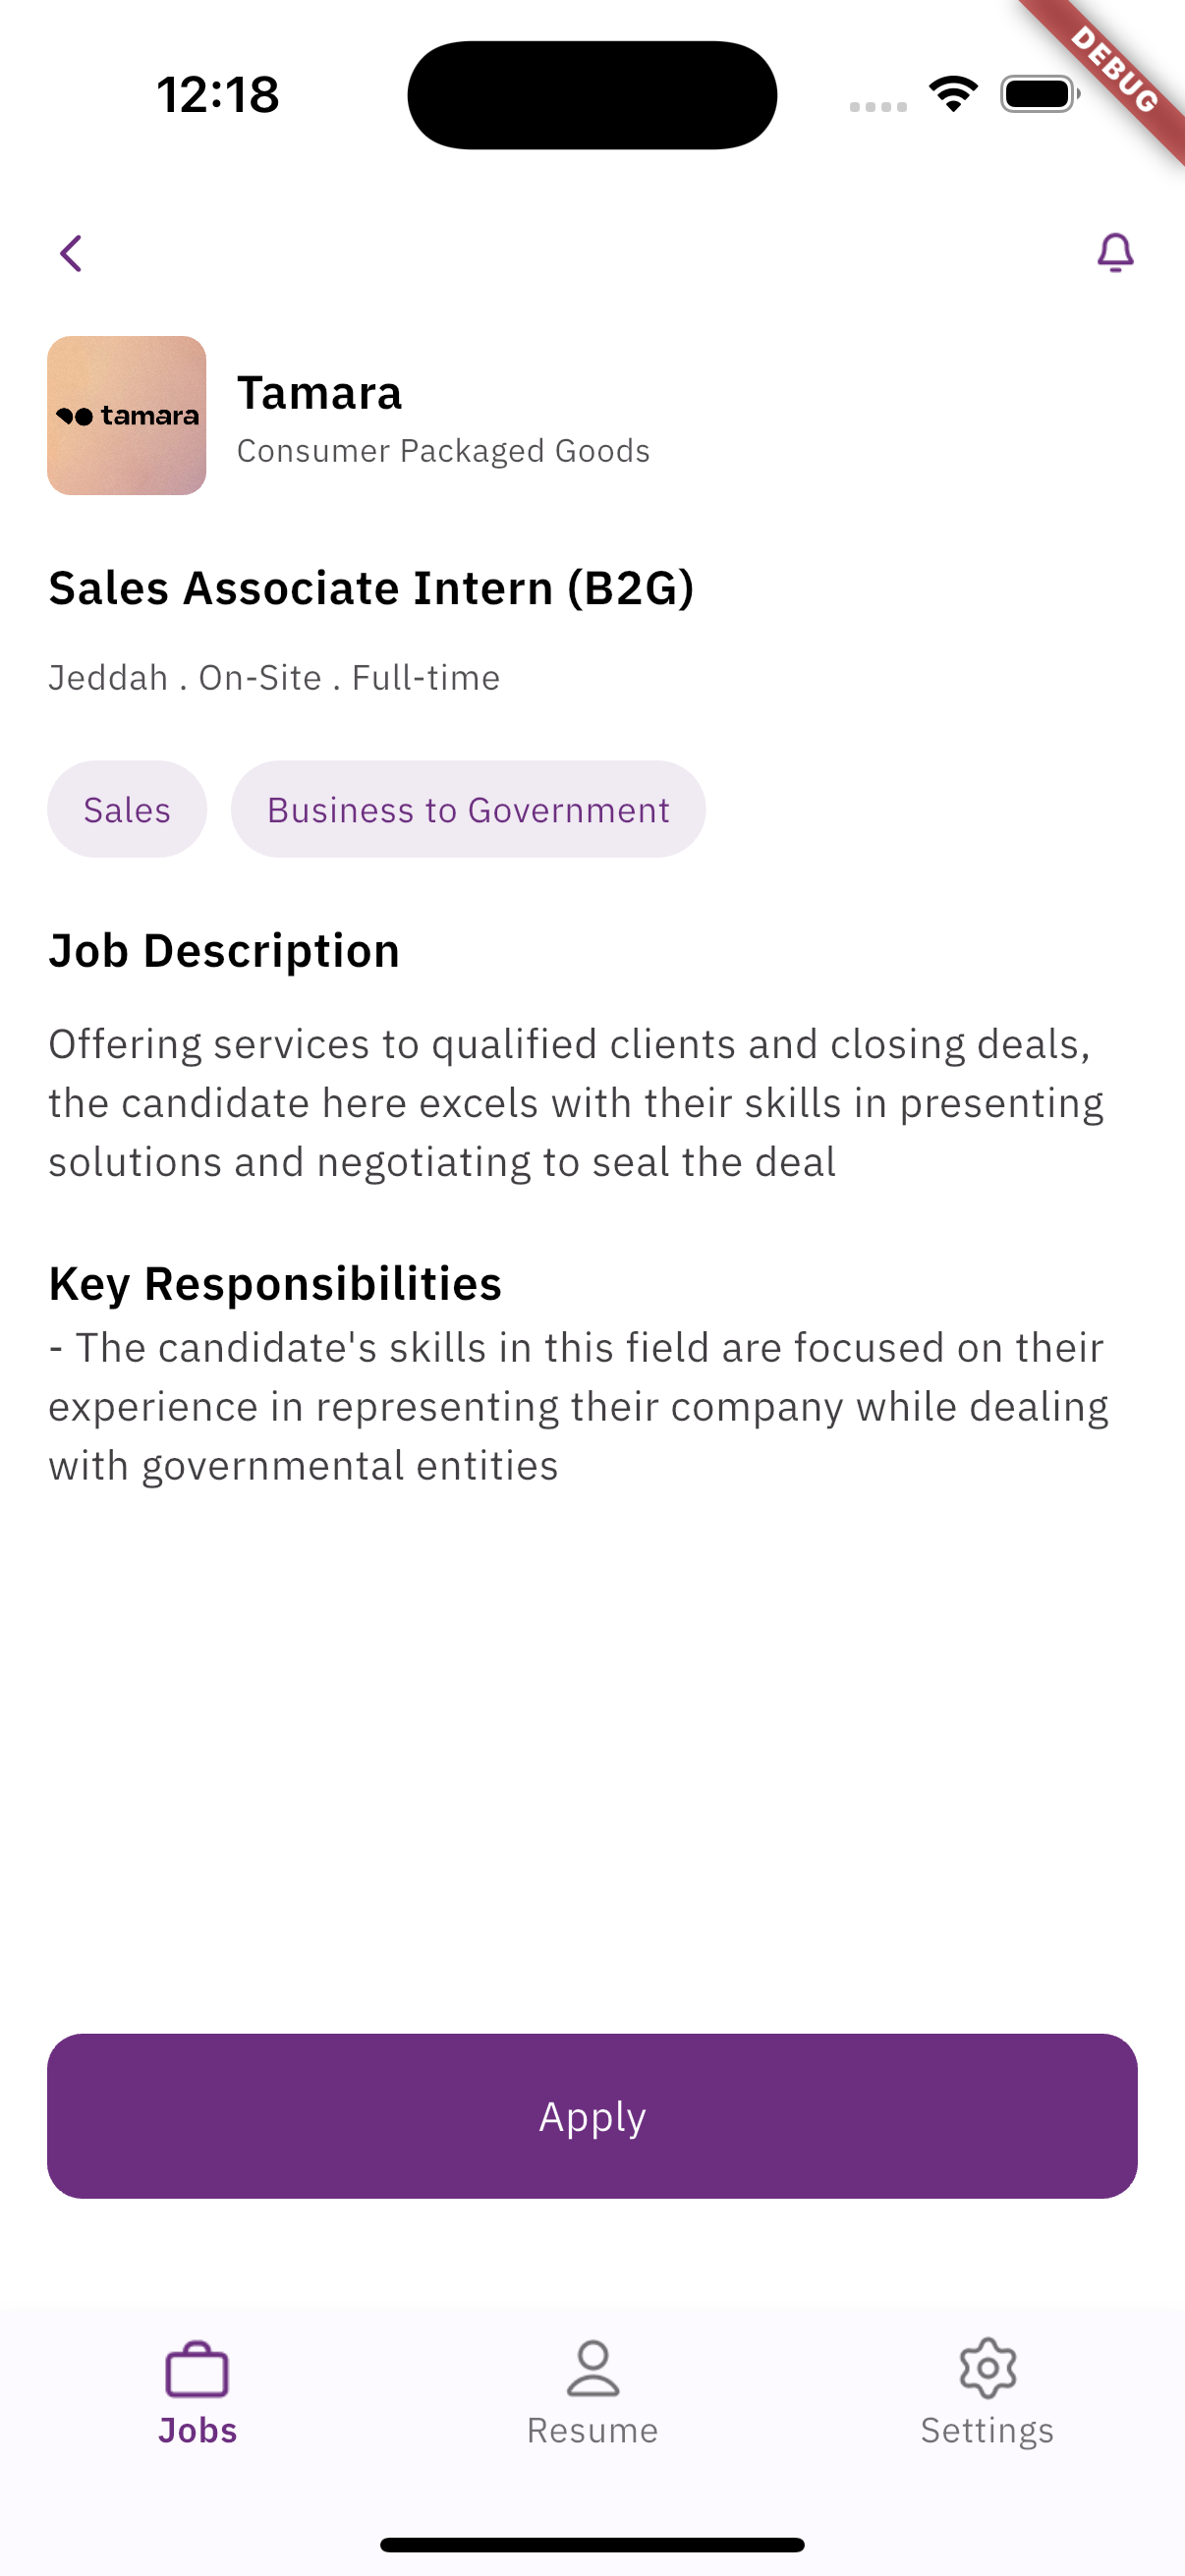 12:18
DEBUG
tamara
Tamara
Consumer Packaged Goods
Sales Associate Intern (B2G)
Jeddah . On-Site . Full-time
Sales
Business to Government
Job Description
Offering services to qualified clients and closing deals,
the candidate here excels with their skills in presenting
solutions and negotiating to seal the deal
Key Responsibilities
- The candidate's skills in this field are focused on their
experience in representing their company while dealing
with governmental entities
Apply
Jobs
Resume
Settings